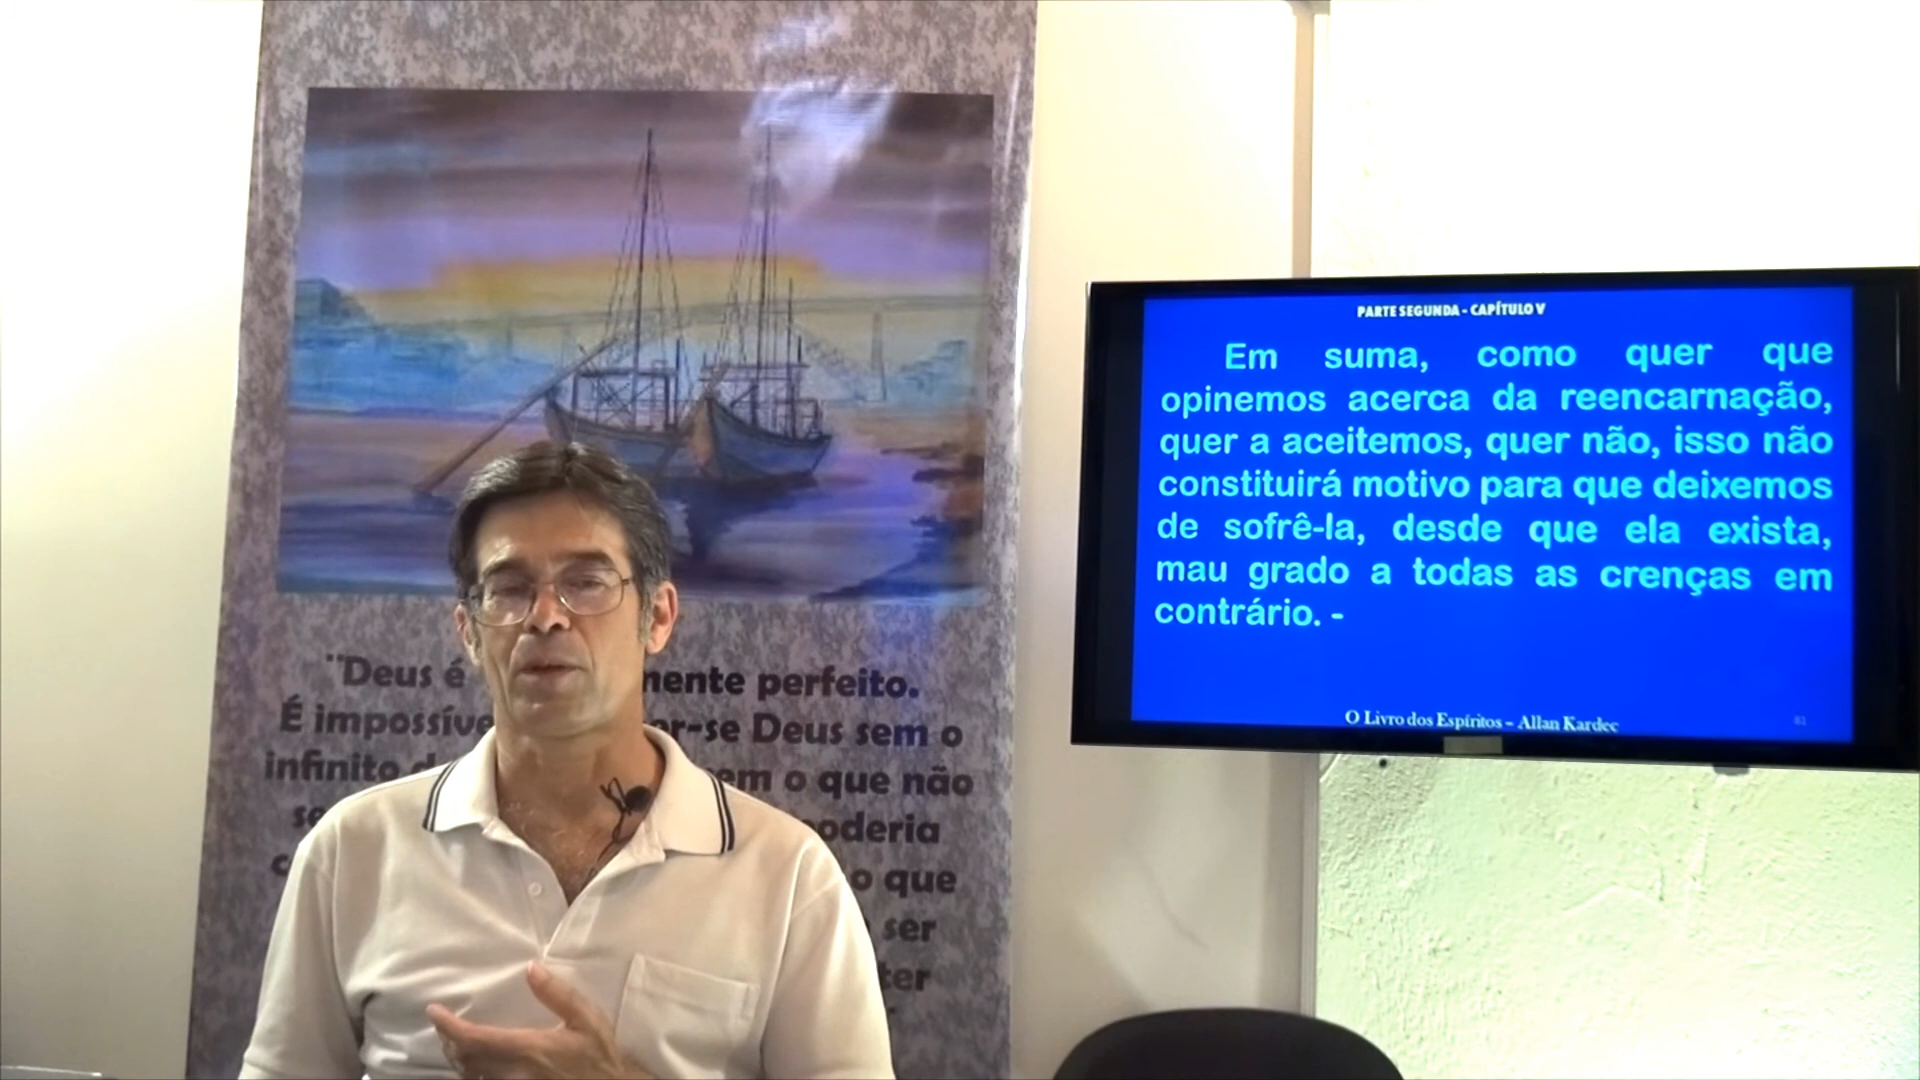 ¨Deus é mente perfeito.
É impossíve er-se Deus sem o
infinito d em o que não
se oderia
c o que
ser
ter
PARTE SEGUNDA - CAPÍTULO V
Em suma, como quer que
opinemos acerca da reencarnação,
quer a aceitemos, quer não, isso não
constituirá motivo para que deixemos
de sofrê-la, desde que ela exista,
mau grado a todas as crenças em
contrário. -
O Livro dos Espíritos – Allan Kardec
61